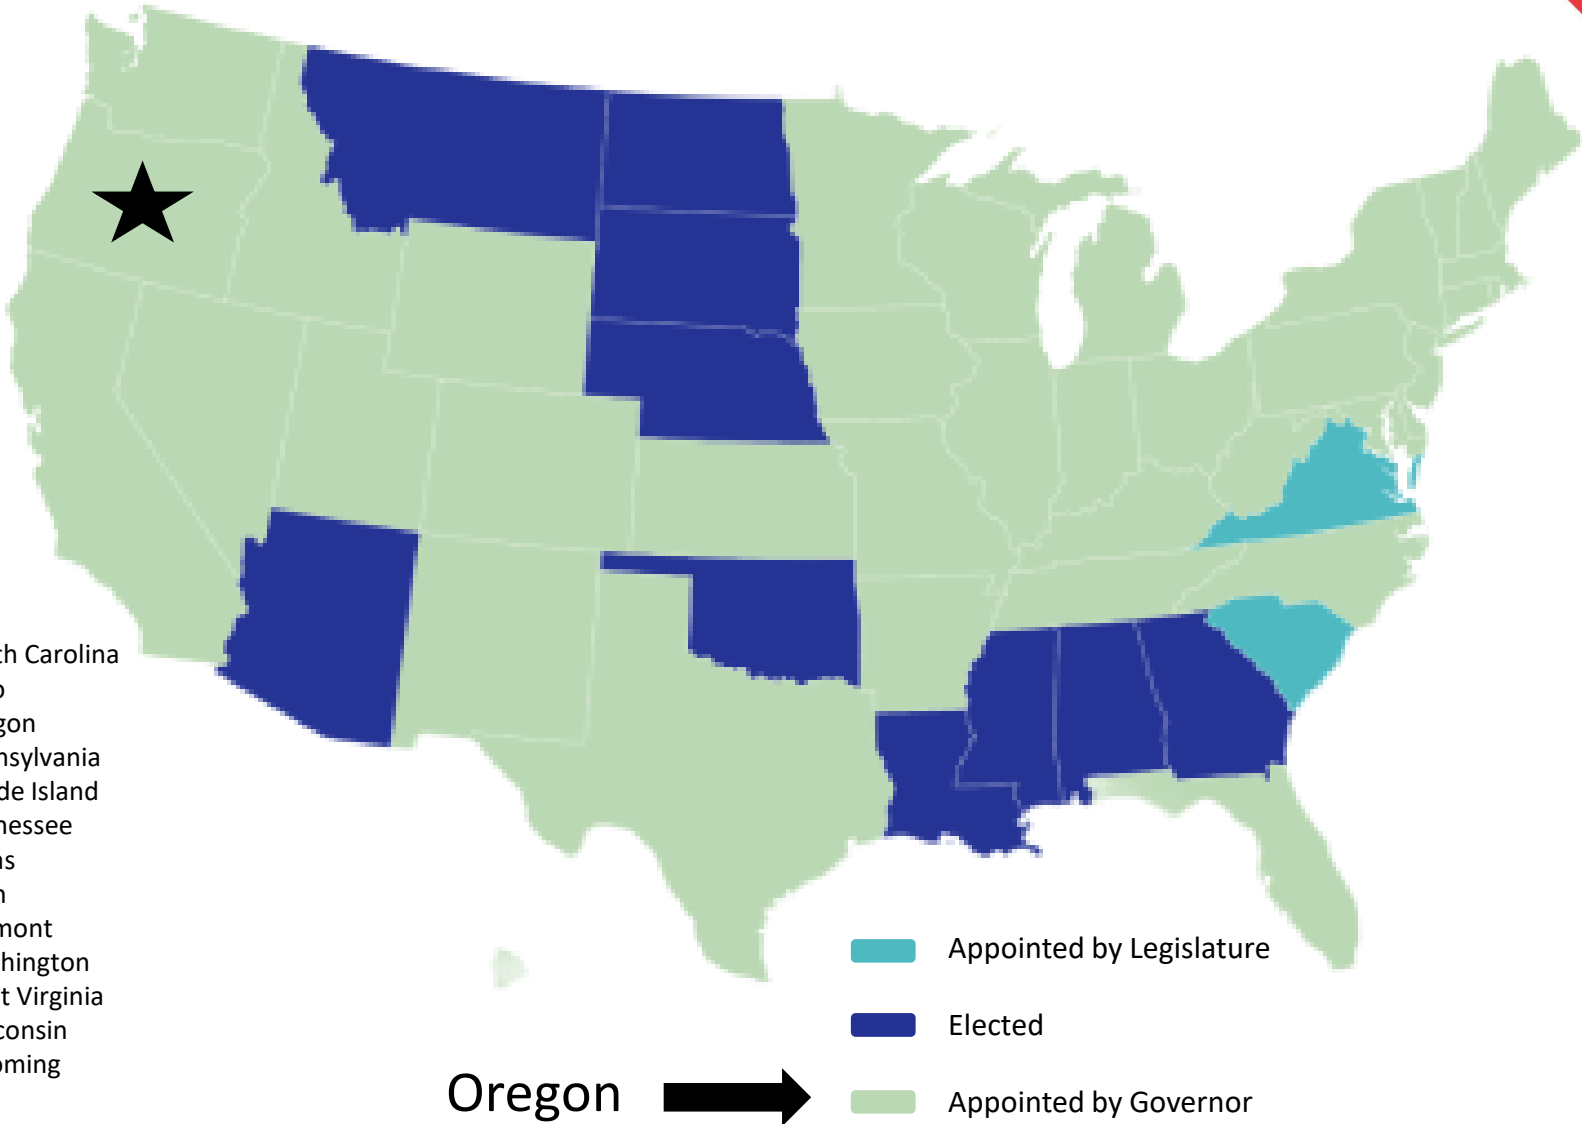 th Carolina
o
gon
nsylvania
de Island
nessee
as
h
mont
hington
t Virginia
consin
oming
Appointed by Legislature
Elected
Oregon
Appointed by Governor